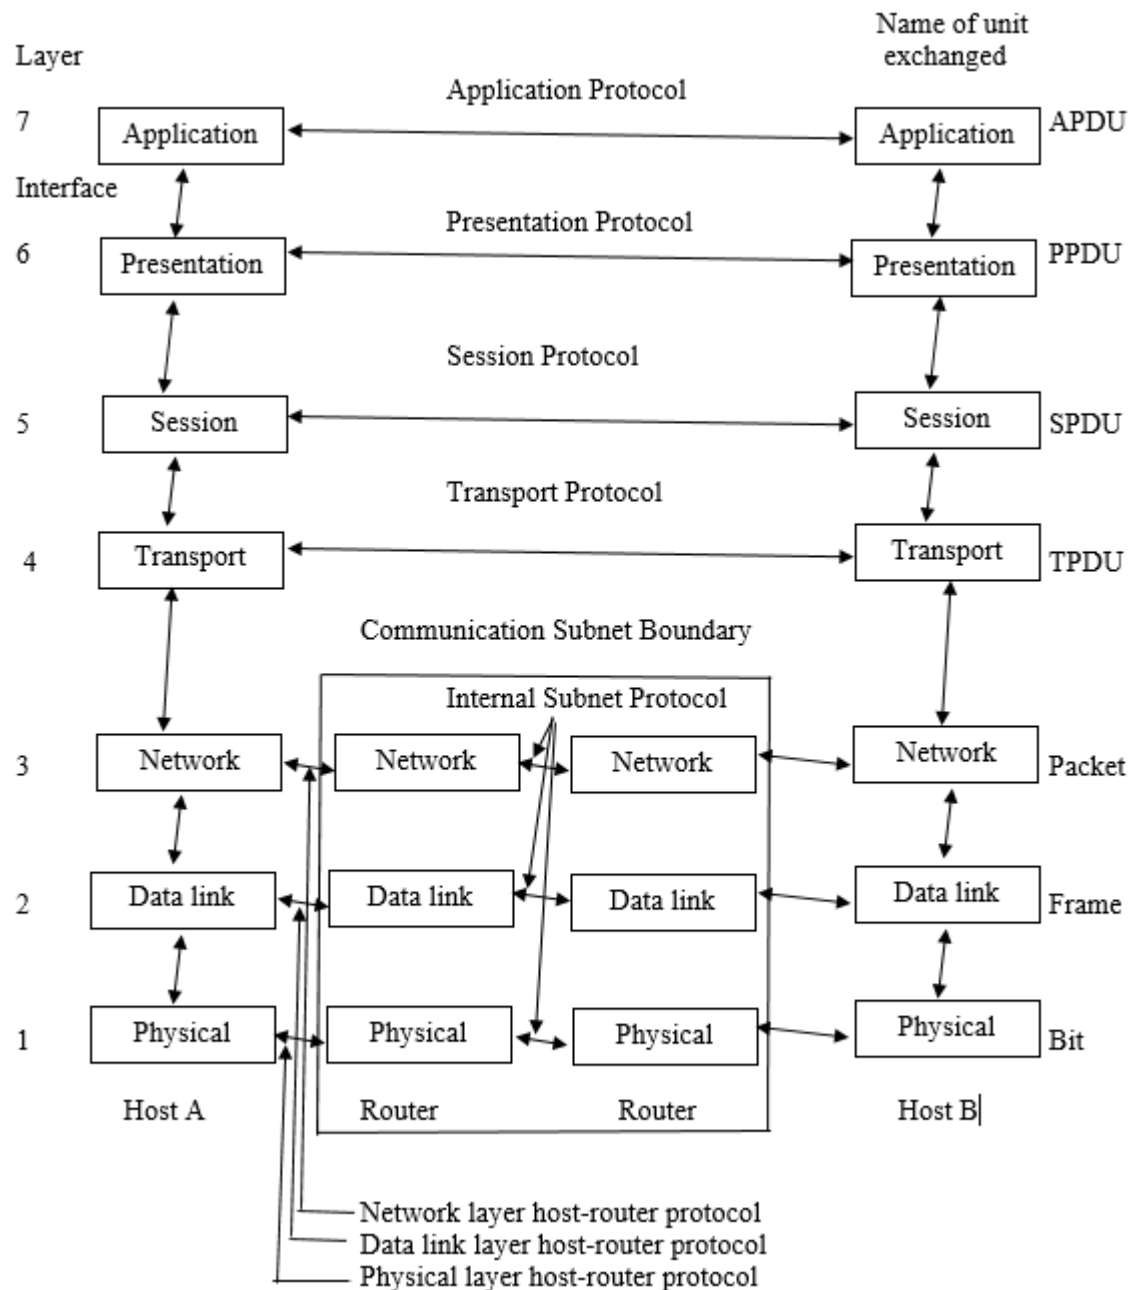 Name of unit
exchanged
Layer
Application Protocol
7 Application Application APDU
Interface
Presentation Protocol
6 Presentation Presentation PPDU
Session Protocol
5 Session Session SPDU
Transport Protocol
4 Transport Transport TPDU
Communication Subnet Boundary
Internal Subnet Protocol
3 Network Network Network Network Packet
2 Data link Data link Data link Data link Frame
1 Physical Physical Physical Physical Bit
Host A Router Router Host B
Network layer host-router protocol
Data link layer host-router protocol
Physical layer host-router protocol